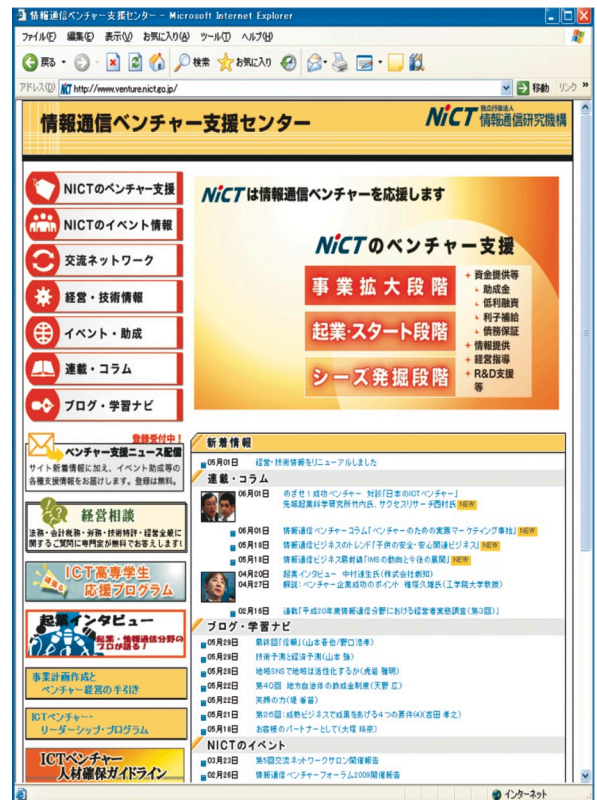 情報通信ベンチャー支援センター - Microsoft Internet Explorer
ファイル(F) 編集(E) 表示(V) お気に入り(A) ツール(T) ヘルプ(H)
戻る 検索 お気に入り
アドレス(D) http://www.venture.nict.go.jp/ 移動 リンク »
情報通信ベンチャー支援センター
NiCT 独立行政法人 情報通信研究機構
NICTのベンチャー支援
NICTのイベント情報
交流ネットワーク
経営・技術情報
イベント・助成
連載・コラム
ブログ・学習ナビ
NiCTは情報通信ベンチャーを応援します
NiCTのベンチャー支援
事業拡大段階
起業・スタート段階
シーズ発掘段階
+ 資金提供等
助成金
低利融資
利子補給
債務保証
+ 情報提供
+ 経営指導
+ R&D支援
等
登録受付中！
ベンチャー支援ニュース配信
サイト新着情報に加え、イベント助成等の
各種支援情報をお届けします。登録は無料。
経営相談
法務・会計税務・労務・技術特許・経営全般に
関するご質問に専門家が無料でお答えします！
頑張る
ICT高専学生
応援プログラム
起業インタビュー
起業・情報通信分野の
プロが語る！
事業計画作成と
ベンチャー経営の手引き
ICTベンチャー・
リーダーシップ・プログラム
ICTベンチャー
人材確保ガイドライン
新着情報
05月01日 経営・技術情報をリニューアルしました
連載・コラム
06月01日 めざせ！成功ベンチャー 対談「日本のICTベンチャー」
先端起業科学研究所竹内氏、サクセスリサーチ西村氏 NEW
06月01日 情報通信ベンチャーコラム「ベンチャーのための実践マーケティング事始」 NEW
05月19日 情報通信ビジネスのトレンド「子供の安全・安心関連ビジネス」 NEW
05月18日 情報通信ビジネス最前線「IMSの動向と今後の展開」 NEW
04月20日 起業インタビュー 中村達生氏(株式会社創知)
04月27日 解説:ベンチャー企業成功のポイント 椎塚久雄氏(工学院大学教授)
02月16日 連載「平成20年度情報通信分野における経営者実態調査(第3回)」
ブログ・学習ナビ
05月29日 最終回「信頼」(山本喜也/野口浩孝)
05月29日 技術予測と経済予測(山本 強)
05月28日 地域SNSで地域は活性化するか(虎岩 雅明)
05月22日 第40回 地方自治体の助成金制度(天野 広)
05月22日 笑顔の力(堤 香苗)
05月21日 第26回:成熟ビジネスで成果をあげる4つの要件(4)(吉田 孝之)
05月18日 お客様のパートナーとして(大塚 玲奈)
NICTのイベント
03月23日 第5回交流ネットワークサロン開催報告
02月26日 情報通信ベンチャーフォーラム2009開催報告
インターネット